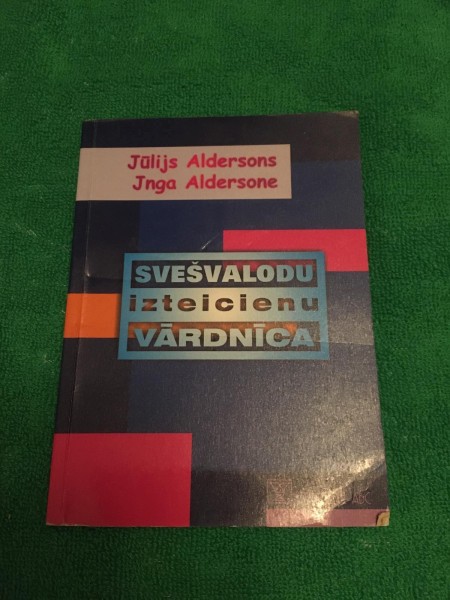 Jūlijs Aldersons
Jnga Aldersone
SVEŠVALODU
izteicienu
VĀRDNĪCA